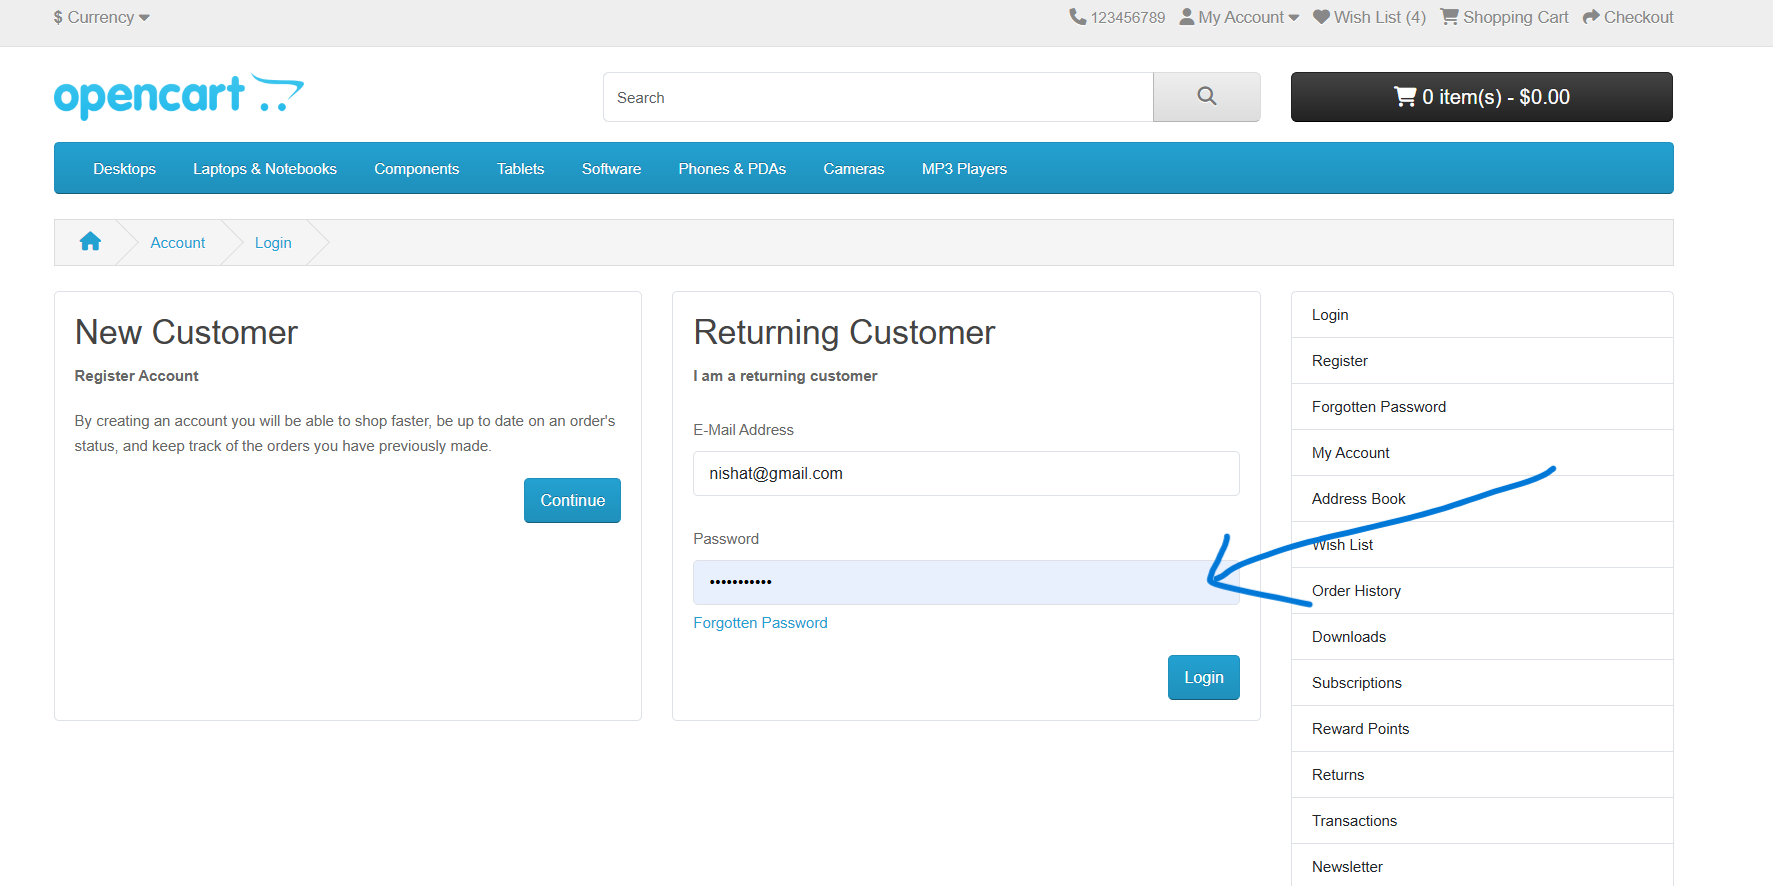 $ Currency
123456789 My Account Wish List (4) Shopping Cart Checkout
opencart
Search
0 item(s) - $0.00
Desktops Laptops & Notebooks Components Tablets Software Phones & PDAs Cameras MP3 Players
Account Login
New Customer
Register Account
By creating an account you will be able to shop faster, be up to date on an order's
status, and keep track of the orders you have previously made.
Continue
Returning Customer
I am a returning customer
E-Mail Address
nishat@gmail.com
Password
•••••••••••
Forgotten Password
Login
Login
Register
Forgotten Password
My Account
Address Book
Wish List
Order History
Downloads
Subscriptions
Reward Points
Returns
Transactions
Newsletter